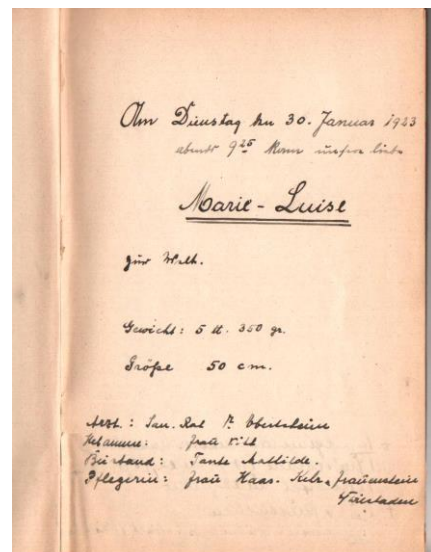 Am Dienstag den 30. Januar 1923
abends 9²⁵ kam unsere liebe
Marie-Luise
zur Welt.
Gewicht: 5 ℔. 350 gr.
Größe 50 cm.
Arzt.: San. Rat Dr.
Hebamme: Frau
Beistand: Tante Mathilde.
Pflegerin: Frau Haas-
Wiesbaden